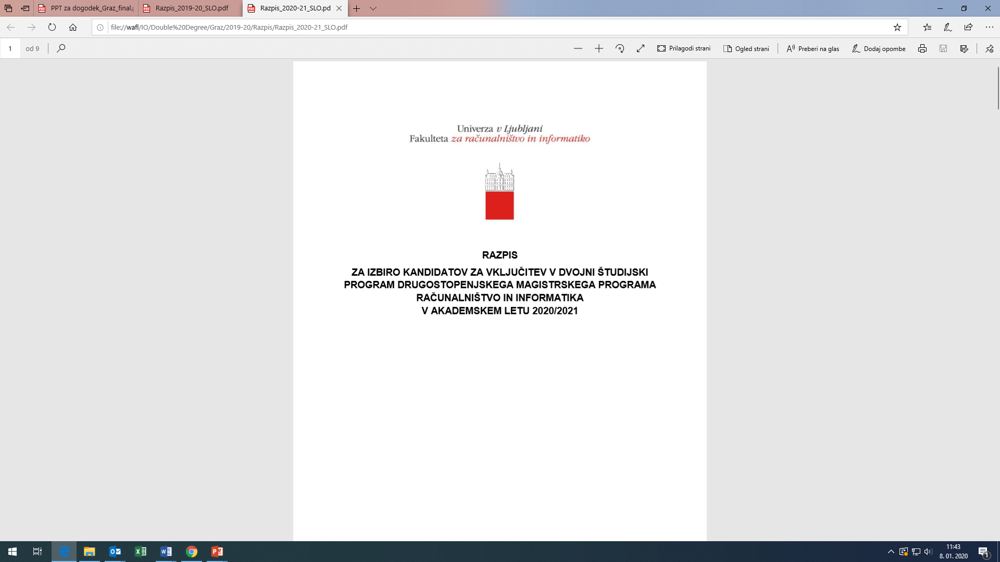 PPT za dogodek_Graz_final.p
Razpis_2019-20_SLO.pdf
Razpis_2020-21_SLO.pd
file://wafl/IO/Double%20Degree/Graz/2019-20/Razpis/Razpis_2020-21_SLO.pdf
1 od 9
Prilagodi strani
Ogled strani
Preberi na glas
Dodaj opombe
Univerza v Ljubljani
Fakulteta za računalništvo in informatiko
RAZPIS
ZA IZBIRO KANDIDATOV ZA VKLJUČITEV V DVOJNI ŠTUDIJSKI
PROGRAM DRUGOSTOPENJSKEGA MAGISTRSKEGA PROGRAMA
RAČUNALNIŠTVO IN INFORMATIKA
V AKADEMSKEM LETU 2020/2021
11:43
8. 01. 2020
1